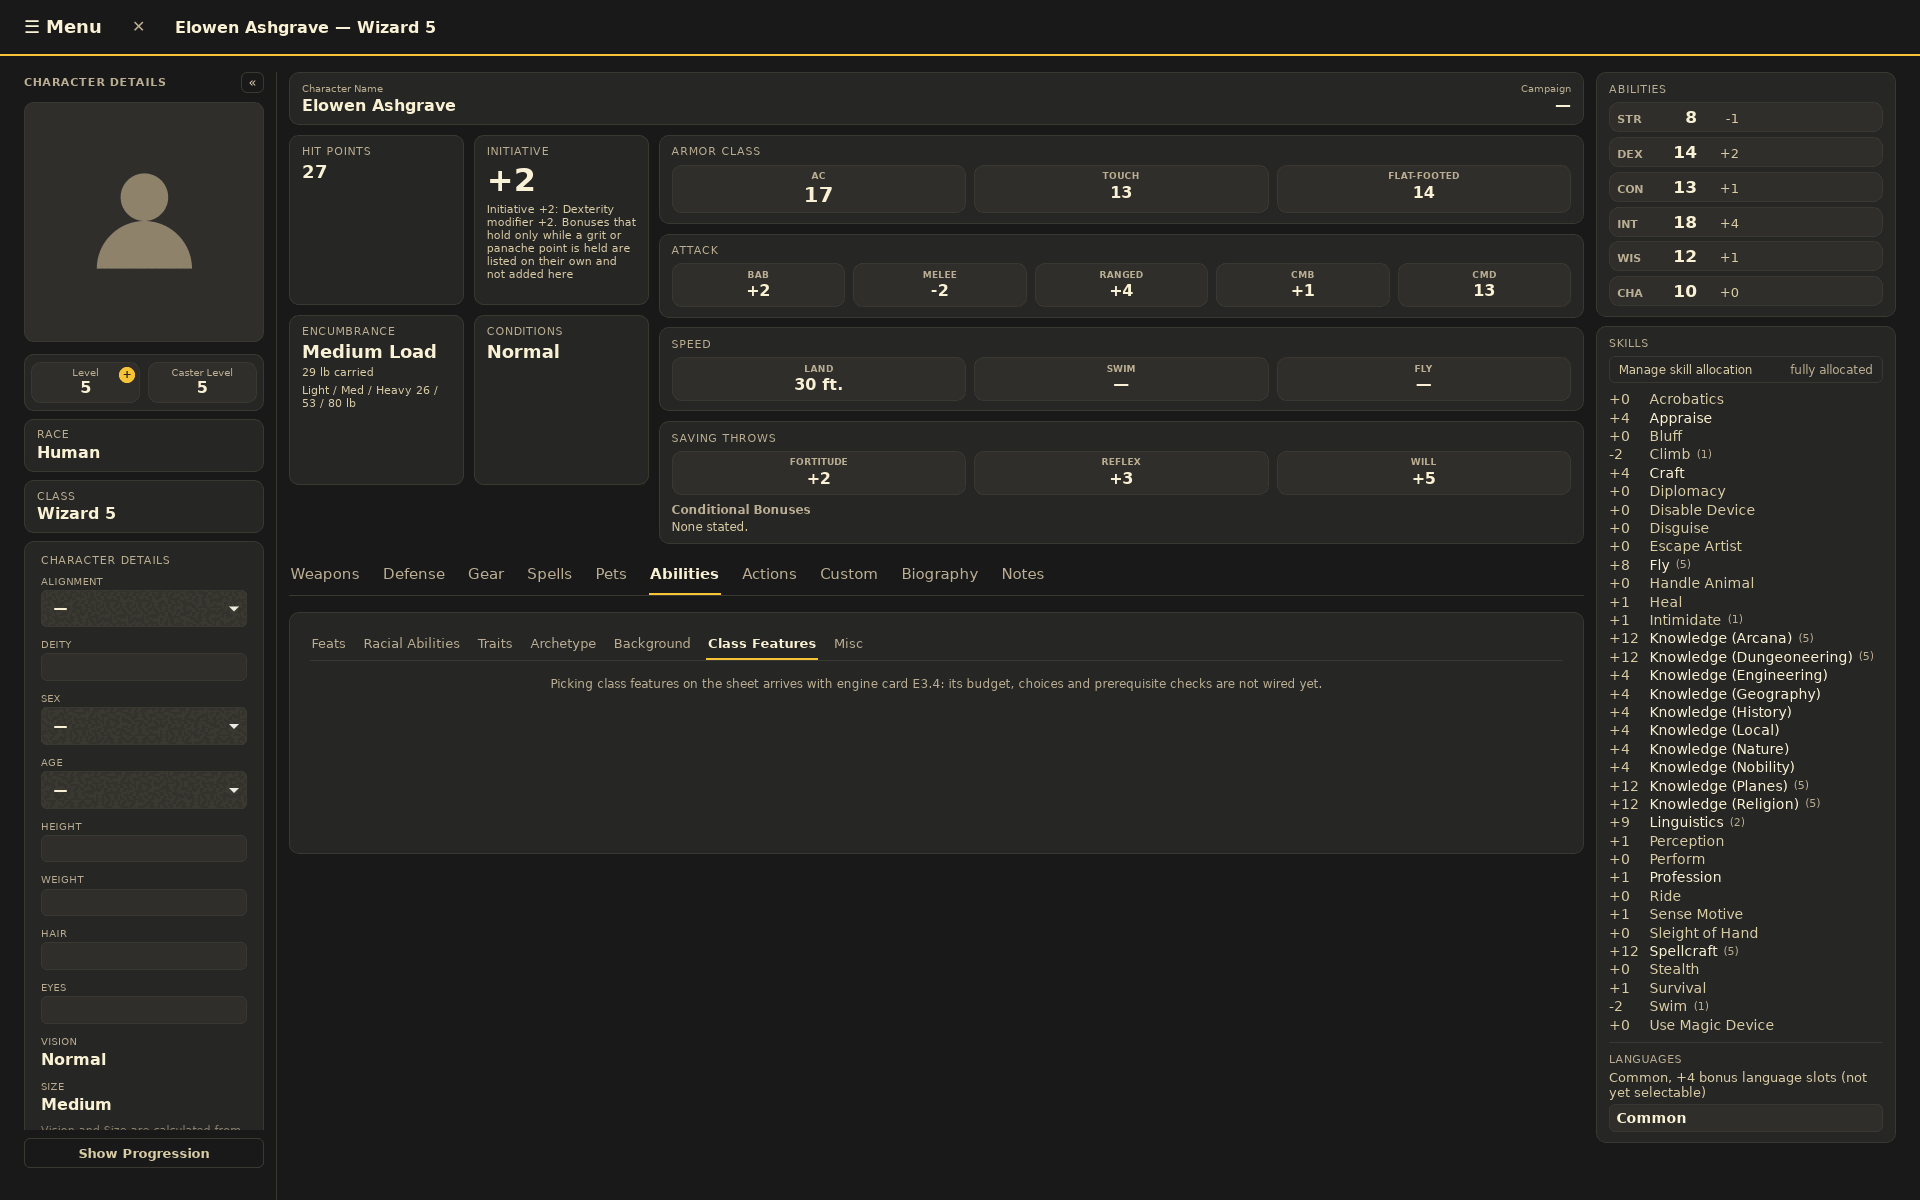 ☰ Menu
✕
Elowen Ashgrave — Wizard 5
CHARACTER DETAILS
«
Level
5
+
Caster Level
5
RACE
Human
CLASS
Wizard 5
CHARACTER DETAILS
ALIGNMENT
—
DEITY
SEX
—
AGE
—
HEIGHT
WEIGHT
HAIR
EYES
VISION
Normal
SIZE
Medium
Vision and Size are calculated from
Show Progression
Character Name
Elowen Ashgrave
Campaign
—
HIT POINTS
27
INITIATIVE
+2
Initiative +2: Dexterity
modifier +2. Bonuses that
hold only while a grit or
panache point is held are
listed on their own and
not added here
ENCUMBRANCE
Medium Load
29 lb carried
Light / Med / Heavy 26 /
53 / 80 lb
CONDITIONS
Normal
ARMOR CLASS
AC
17
TOUCH
13
FLAT-FOOTED
14
ATTACK
BAB
+2
MELEE
-2
RANGED
+4
CMB
+1
CMD
13
SPEED
LAND
30 ft.
SWIM
—
FLY
—
SAVING THROWS
FORTITUDE
+2
REFLEX
+3
WILL
+5
Conditional Bonuses
None stated.
Weapons Defense Gear Spells Pets Abilities Actions Custom Biography Notes
Feats Racial Abilities Traits Archetype Background Class Features Misc
Picking class features on the sheet arrives with engine card E3.4: its budget, choices and prerequisite checks are not wired yet.
ABILITIES
STR 8 -1
DEX 14 +2
CON 13 +1
INT 18 +4
WIS 12 +1
CHA 10 +0
SKILLS
Manage skill allocation fully allocated
+0 Acrobatics
+4 Appraise
+0 Bluff
-2 Climb (1)
+4 Craft
+0 Diplomacy
+0 Disable Device
+0 Disguise
+0 Escape Artist
+8 Fly (5)
+0 Handle Animal
+1 Heal
+1 Intimidate (1)
+12 Knowledge (Arcana) (5)
+12 Knowledge (Dungeoneering) (5)
+4 Knowledge (Engineering)
+4 Knowledge (Geography)
+4 Knowledge (History)
+4 Knowledge (Local)
+4 Knowledge (Nature)
+4 Knowledge (Nobility)
+12 Knowledge (Planes) (5)
+12 Knowledge (Religion) (5)
+9 Linguistics (2)
+1 Perception
+0 Perform
+1 Profession
+0 Ride
+1 Sense Motive
+0 Sleight of Hand
+12 Spellcraft (5)
+0 Stealth
+1 Survival
-2 Swim (1)
+0 Use Magic Device
LANGUAGES
Common, +4 bonus language slots (not
yet selectable)
Common